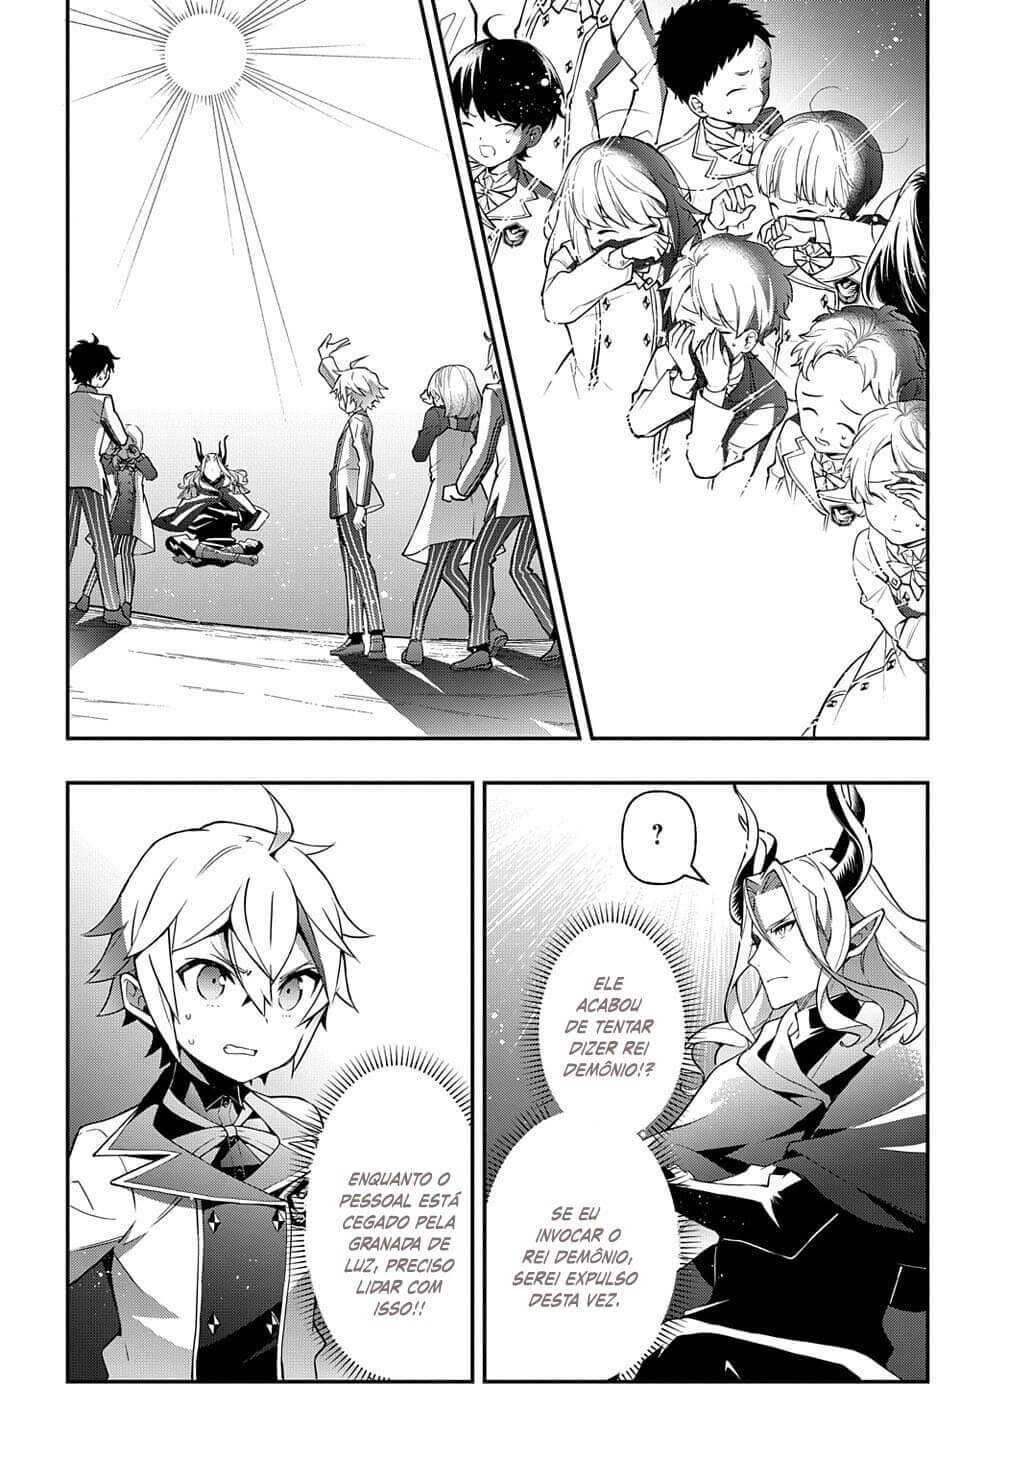 ?
ELE
ACABOU
DE TENTAR
DIZER REI
DEMÔNIO!?
SE EU
INVOCAR O
REI DEMÔNIO,
SEREI EXPULSO
DESTA VEZ.
ENQUANTO O
PESSOAL ESTÁ
CEGADO PELA
GRANADA DE
LUZ, PRECISO
LIDAR COM
ISSO!!